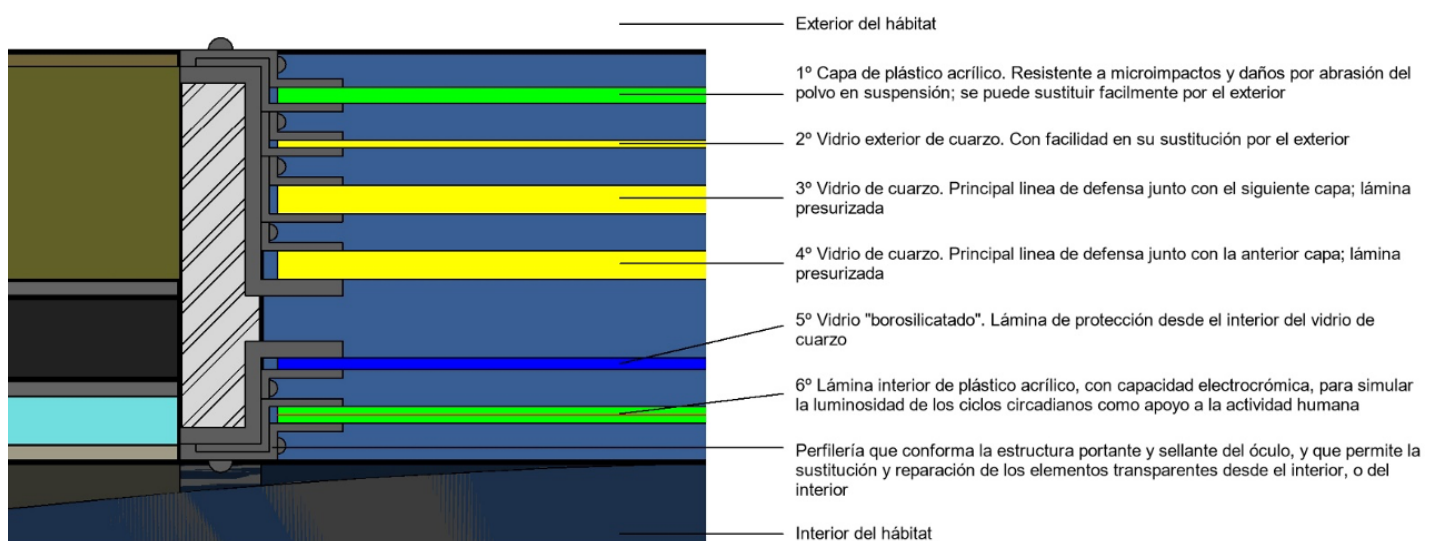 Exterior del hábitat
1º Capa de plástico acrílico. Resistente a microimpactos y daños por abrasión del
polvo en suspensión; se puede sustituir facilmente por el exterior
2º Vidrio exterior de cuarzo. Con facilidad en su sustitución por el exterior
3º Vidrio de cuarzo. Principal linea de defensa junto con el siguiente capa; lámina
presurizada
4º Vidrio de cuarzo. Principal linea de defensa junto con la anterior capa; lámina
presurizada
5º Vidrio "borosilicatado". Lámina de protección desde el interior del vidrio de
cuarzo
6º Lámina interior de plástico acrílico, con capacidad electrocrómica, para simular
la luminosidad de los ciclos circadianos como apoyo a la actividad humana
Perfilería que conforma la estructura portante y sellante del óculo, y que permite la
sustitución y reparación de los elementos transparentes desde el interior, o del
interior
Interior del hábitat